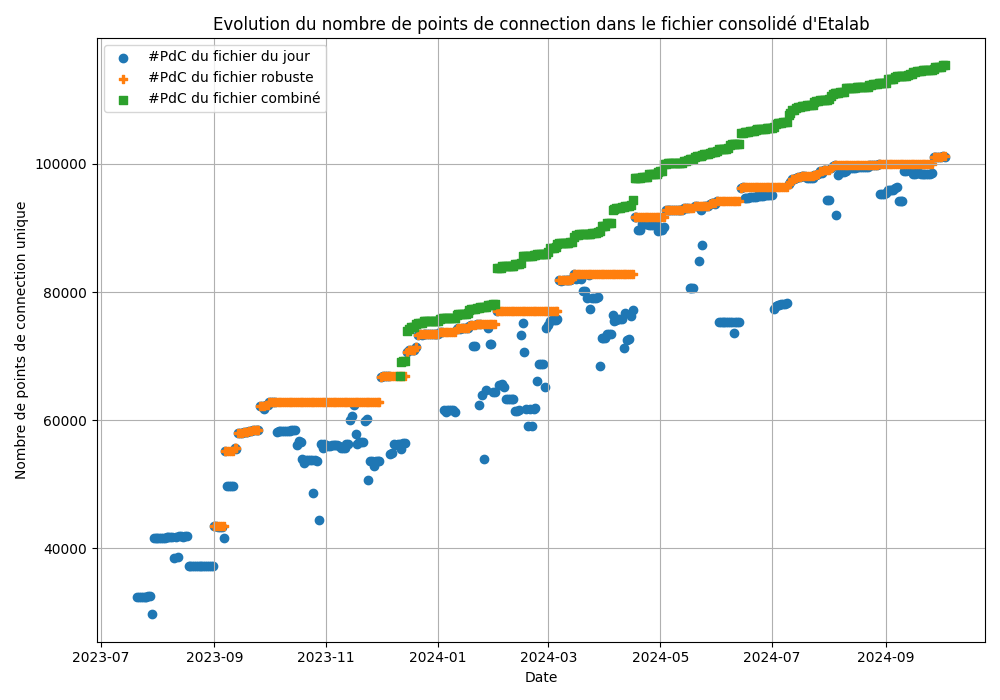 Evolution du nombre de points de connection dans le fichier consolidé d'Etalab
#PdC du fichier du jour
#PdC du fichier robuste
#PdC du fichier combiné
Nombre de points de connection unique
100000
80000
60000
40000
2023-07
2023-09
2023-11
2024-01
2024-03
2024-05
2024-07
2024-09
Date